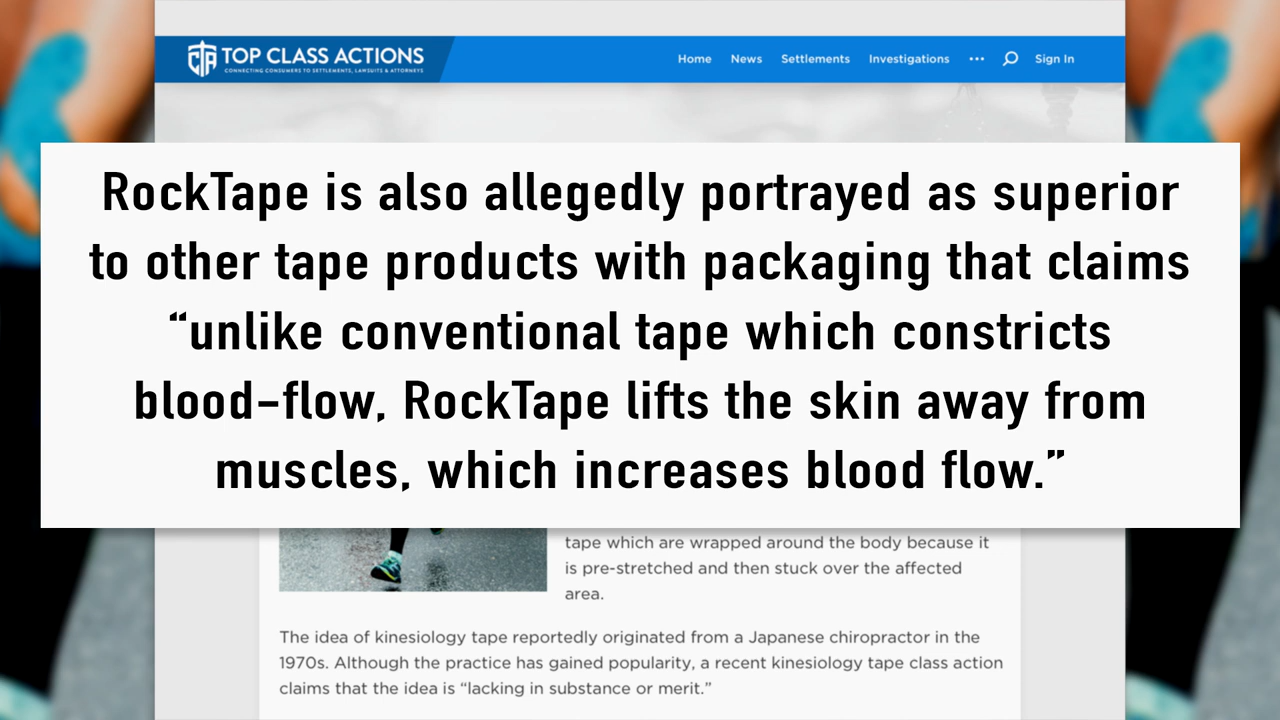 TOP CLASS ACTIONS
CONNECTING CONSUMERS TO SETTLEMENTS, LAWSUITS & ATTORNEYS
Home News Settlements Investigations ••• Sign In
RockTape is also allegedly portrayed as superior
to other tape products with packaging that claims
“unlike conventional tape which constricts
blood-flow, RockTape lifts the skin away from
muscles, which increases blood flow.”
tape which are wrapped around the body because it
is pre-stretched and then stuck over the affected
area.
The idea of kinesiology tape reportedly originated from a Japanese chiropractor in the
1970s. Although the practice has gained popularity, a recent kinesiology tape class action
claims that the idea is “lacking in substance or merit.”